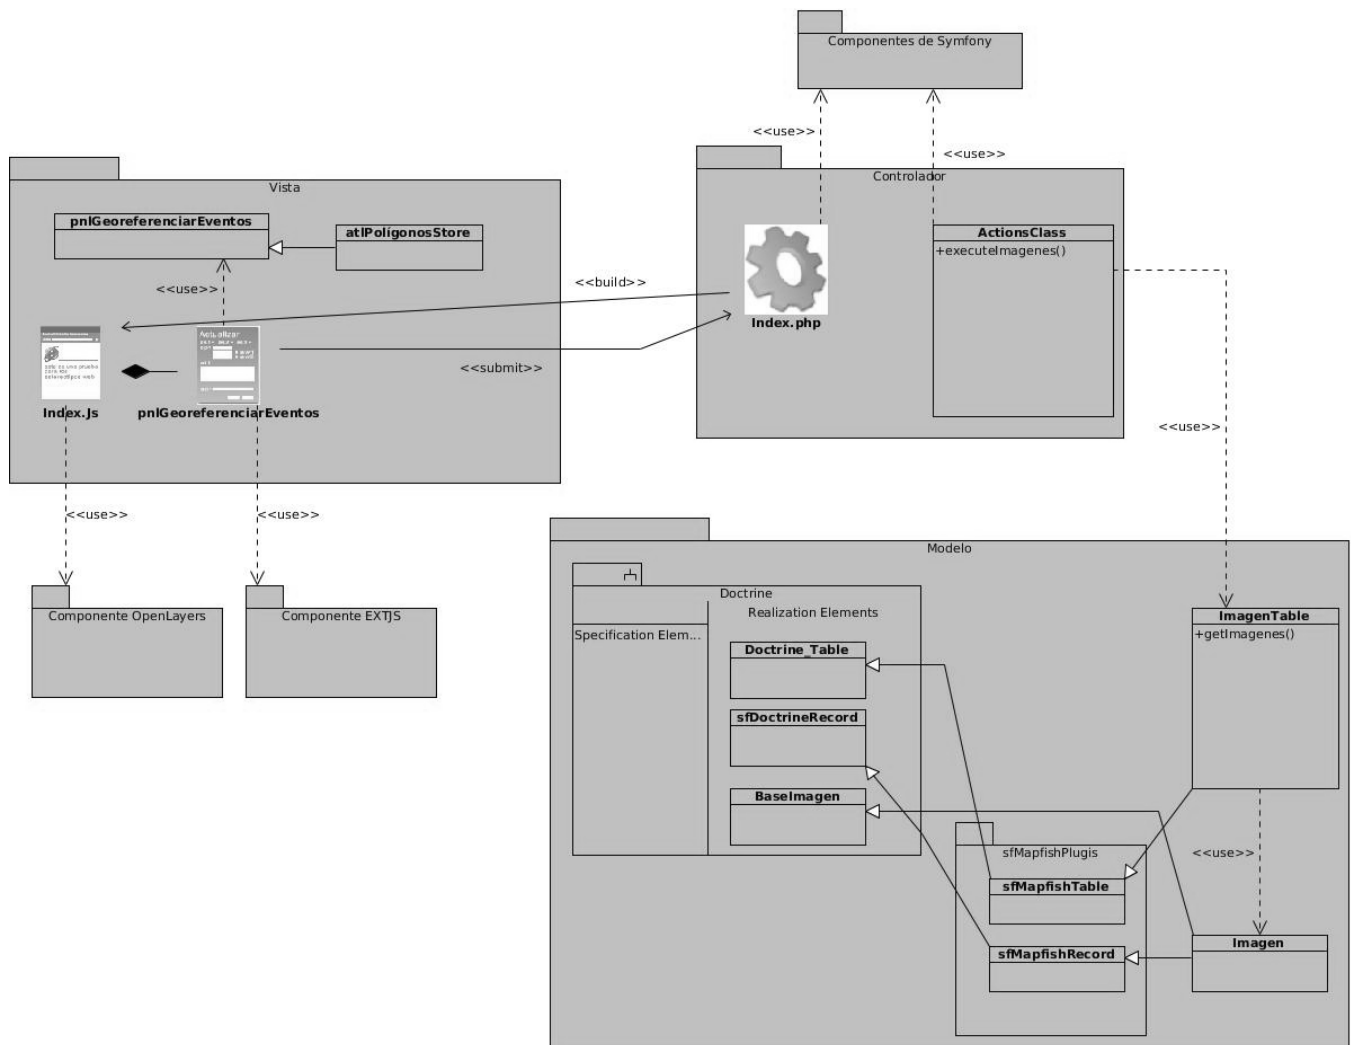 Componentes de Symfony
<<use>>
<<use>>
Vista
pnlGeoreferenciarEventos
atlPolígonosStore
<<use>>
Actualizar
Index.Js
pnlGeoreferenciarEventos
<<build>>
<<submit>>
Controlador
Index.php
ActionsClass
+executeImagenes()
<<use>>
<<use>>
<<use>>
Componente OpenLayers
Componente EXTJS
Modelo
Doctrine
Specification Elem...
Realization Elements
Doctrine_Table
sfDoctrineRecord
BaseImagen
sfMapfishPlugis
sfMapfishTable
sfMapfishRecord
ImagenTable
+getImagenes()
<<use>>
Imagen